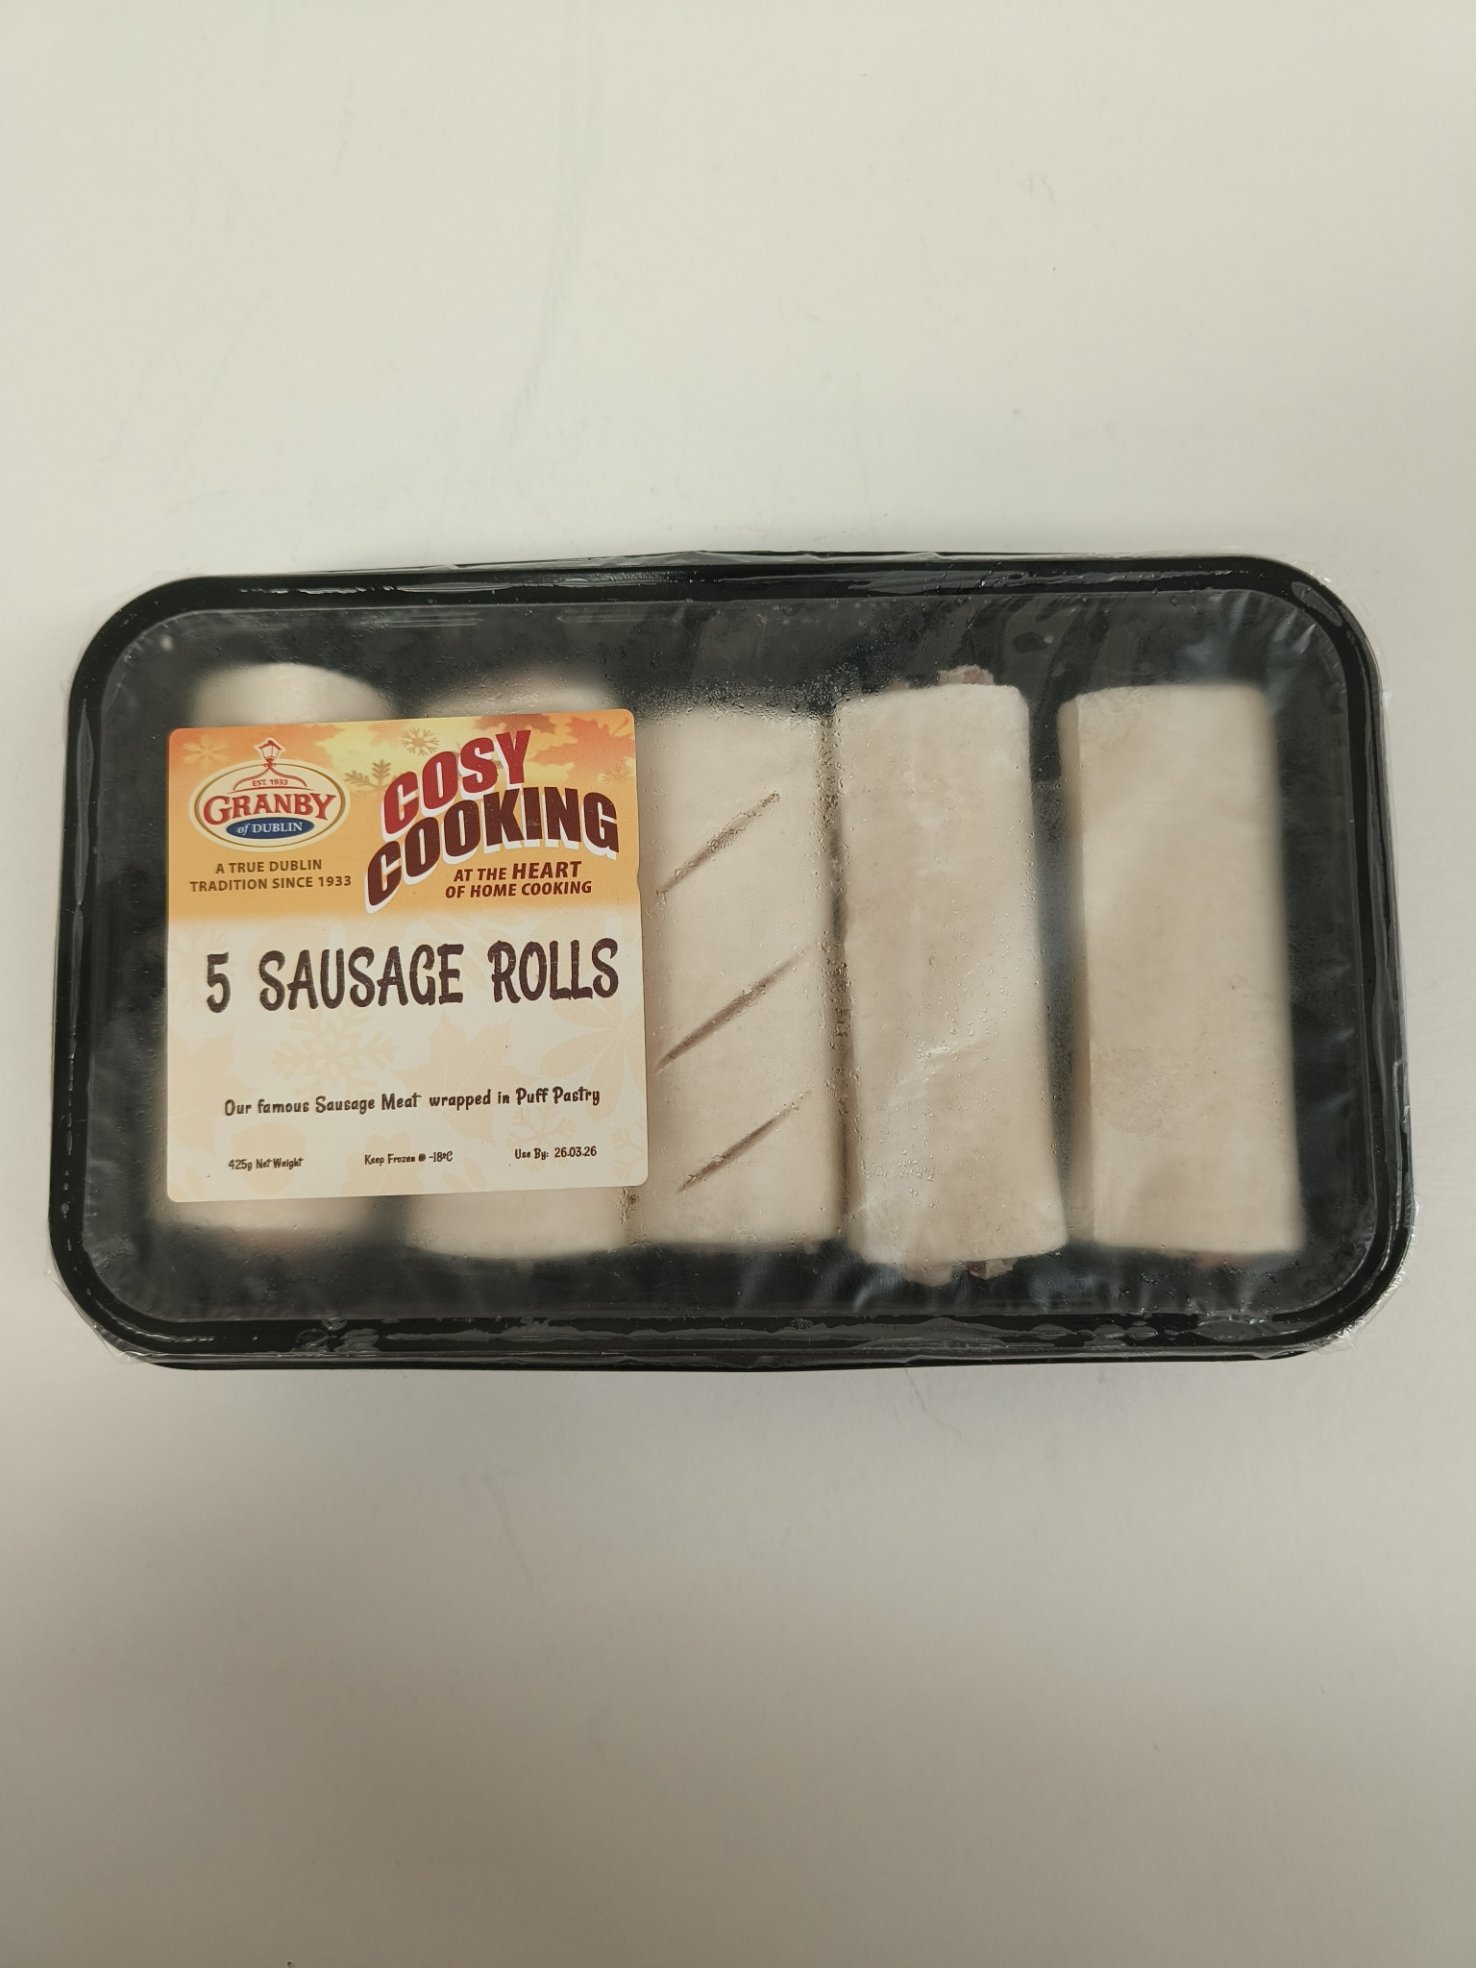 EST. 1933
GRANBY
of DUBLIN
A TRUE DUBLIN
TRADITION SINCE 1933
COSY
COOKING
AT THE HEART
OF HOME COOKING
5 SAUSAGE ROLLS
Our famous Sausage Meat wrapped in Puff Pastry
425g Net Weight
Keep Frozen @ -18°C
Use By: 26.03.26